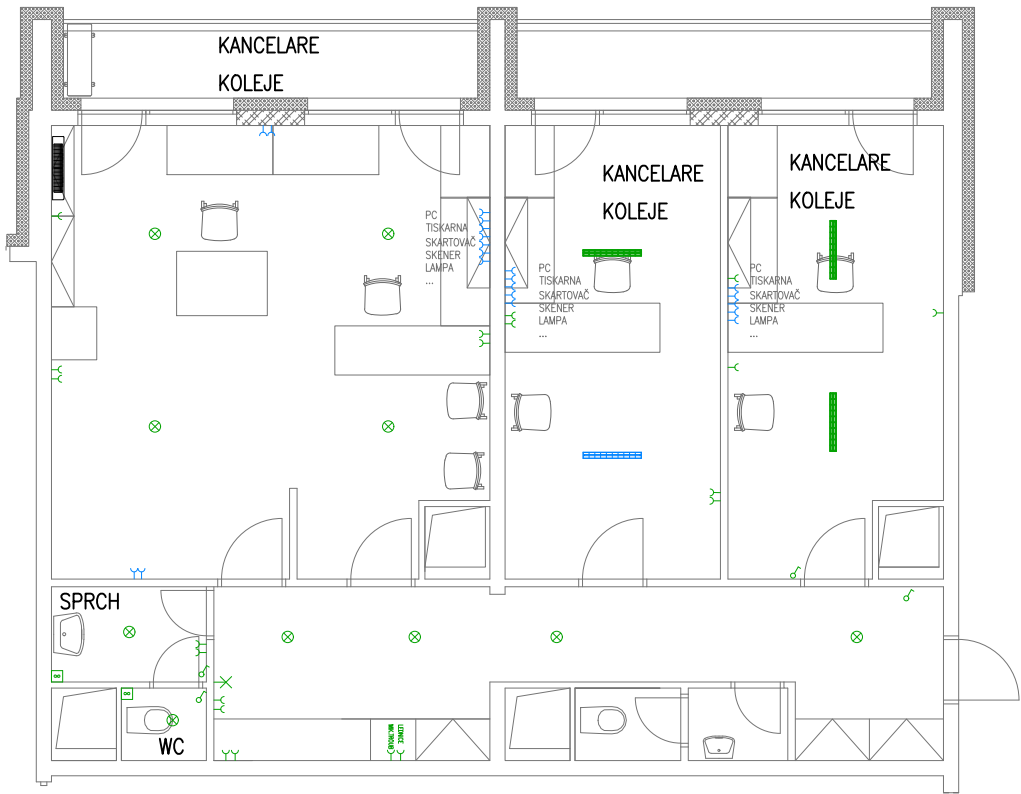 KANCELARE
KOLEJE
KANCELARE
KOLEJE
KANCELARE
KOLEJE
PC
TISKARNA
SKARTOVAČ
SKENER
LAMPA
...
PC
TISKARNA
SKARTOVAČ
SKENER
LAMPA
...
PC
TISKARNA
SKARTOVAČ
SKENER
LAMPA
...
SPRCH
WC
LEDNICE